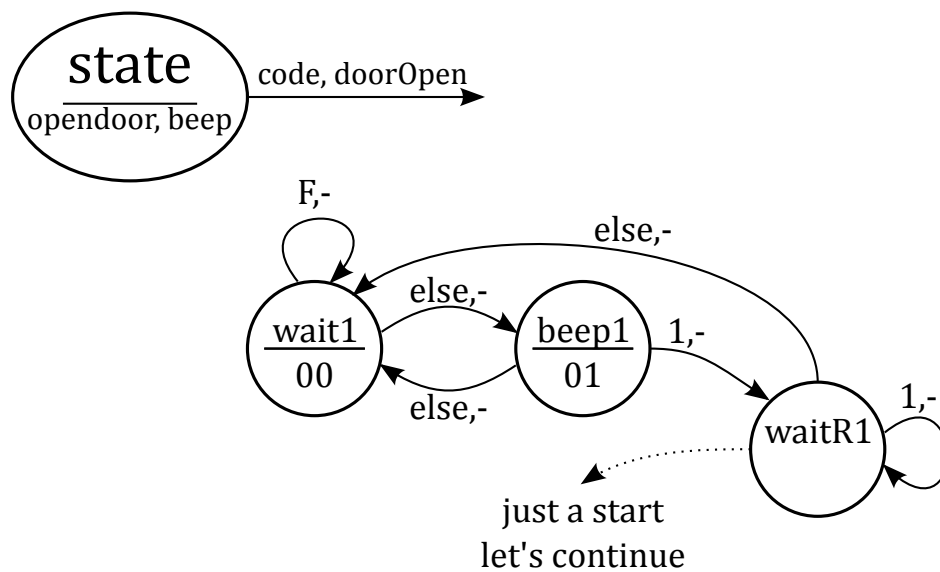 state
opendoor, beep
code, doorOpen
F,-
else,-
else,-
wait1
00
beep1
01
1,-
else,-
waitR1
1,-
just a start
let's continue